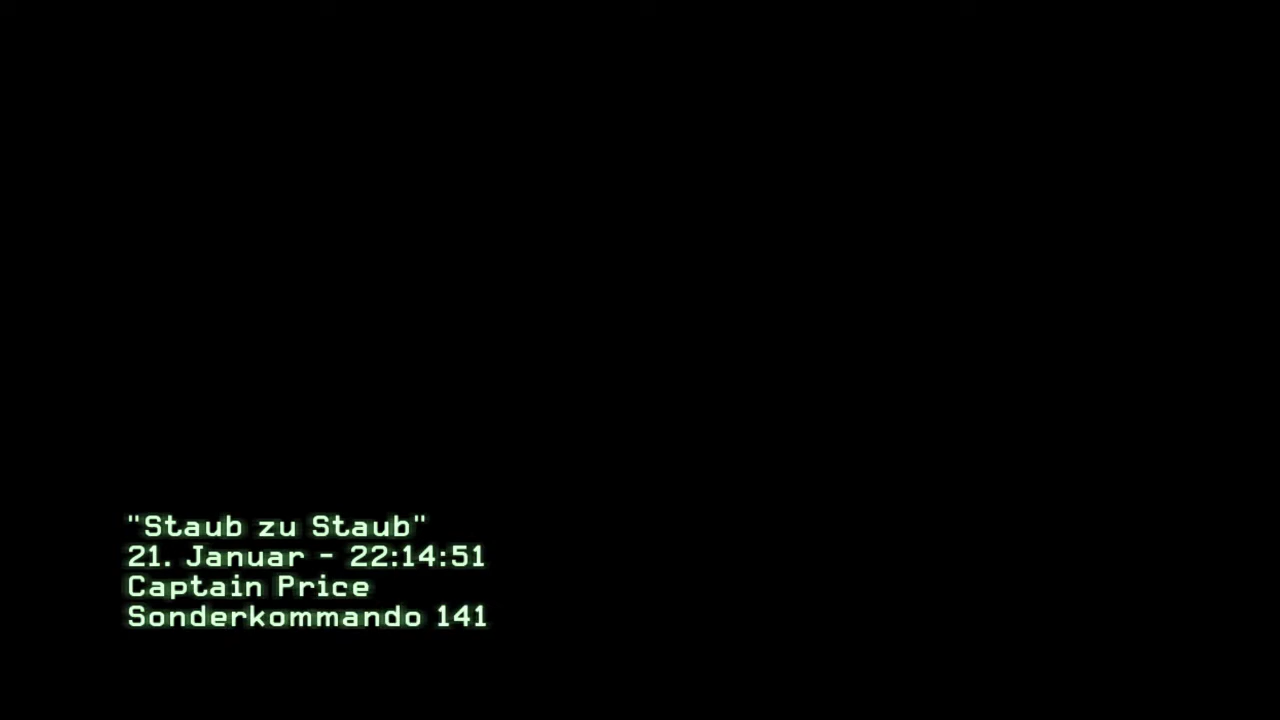 "Staub zu Staub"
21. Januar - 22:14:51
Captain Price
Sonderkommando 141